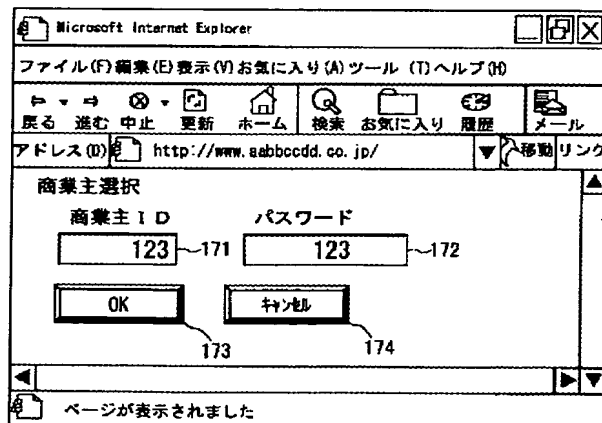 Microsoft Internet Explorer
ファイル(F)編集(E)表示(V)お気に入り(A)ツール (T)ヘルプ(H)
戻る 進む 中止 更新 ホーム 検索 お気に入り 履歴 メール
アドレス(D) http://www.aabbccdd.co.jp/ 移動 リンク
商業主選択
商業主ID パスワード
123 171 123 172
OK キャンセル
173 174
ページが表示されました